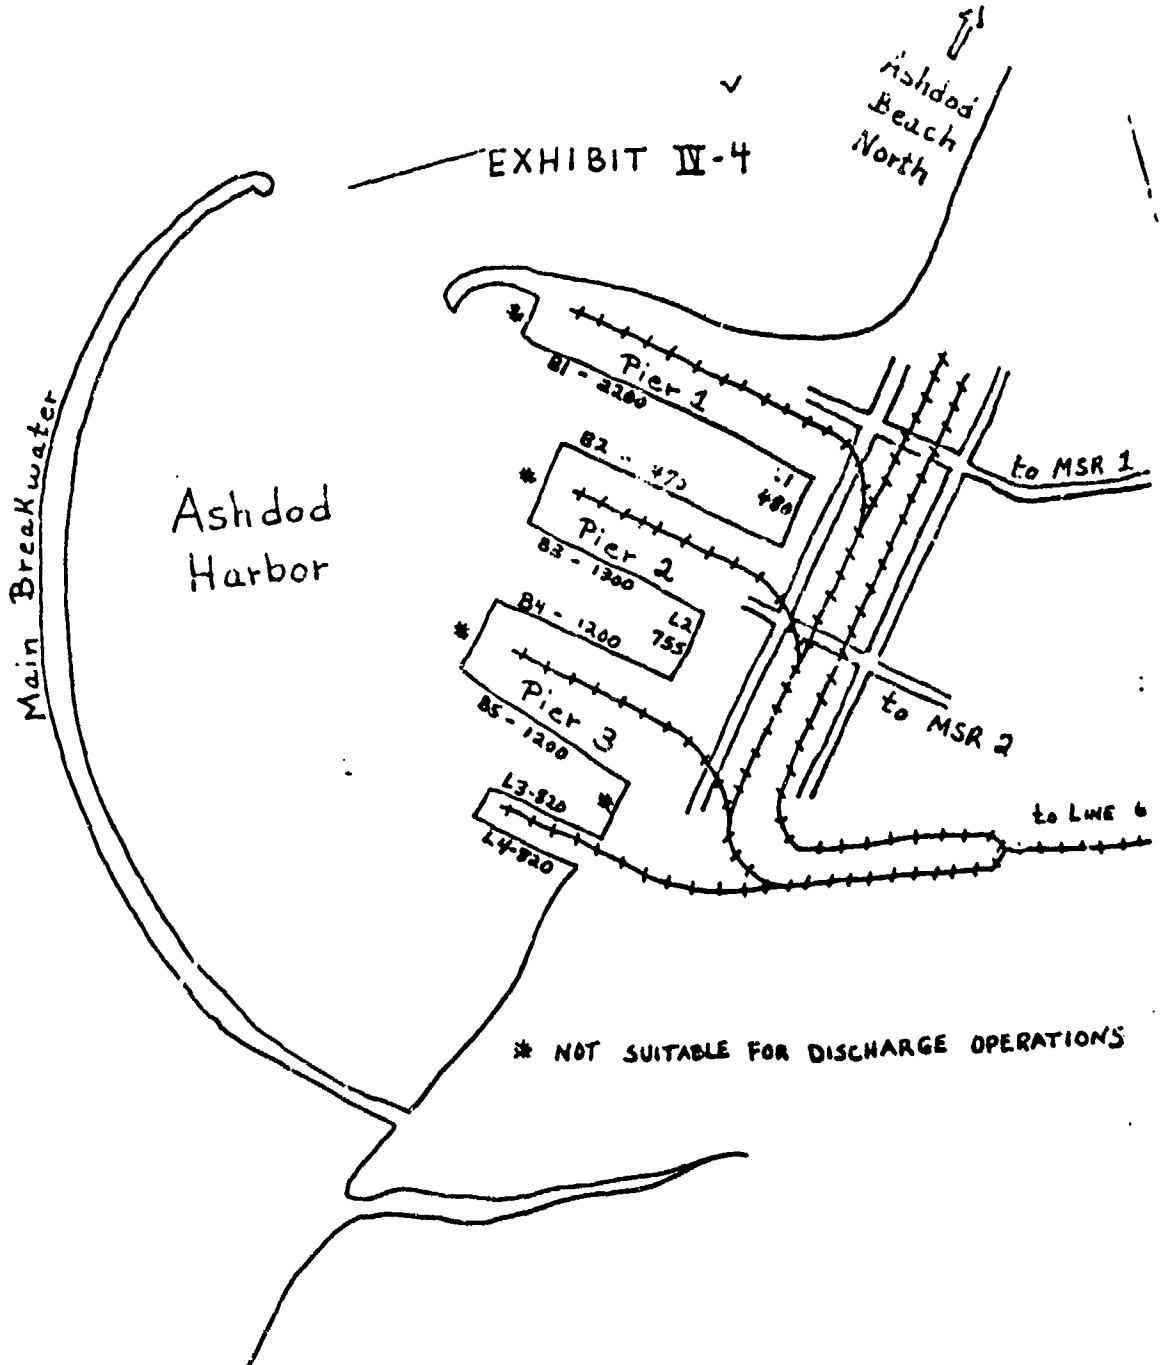 Ashdod
Beach
North
EXHIBIT IV-4
*
Pier 1
B1 - 2200
480
B2
*
Pier 2
B3 - 1300
L2
755
B4 - 1200
*
Pier 3
B5 - 1200
*
L3-820
L4-820
to MSR 1
to MSR 2
to LINE 6
Ashdod
Harbor
Main Breakwater
* NOT SUITABLE FOR DISCHARGE OPERATIONS